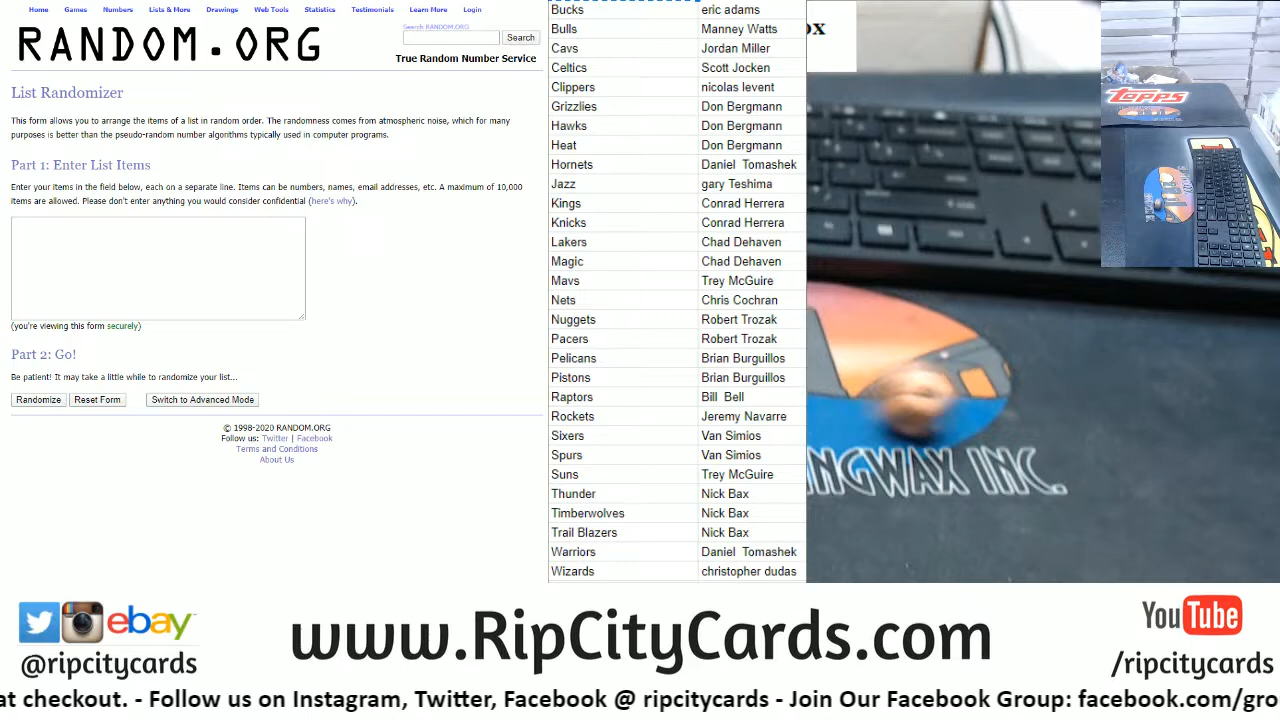 Home Games Numbers Lists & More Drawings Web Tools Statistics Testimonials Learn More Login
RANDOM.ORG
Search RANDOM.ORG
Search
True Random Number Service
List Randomizer
This form allows you to arrange the items of a list in random order. The randomness comes from atmospheric noise, which for many
purposes is better than the pseudo-random number algorithms typically used in computer programs.
Part 1: Enter List Items
Enter your items in the field below, each on a separate line. Items can be numbers, names, email addresses, etc. A maximum of 10,000
items are allowed. Please don't enter anything you would consider confidential (here's why).
(you're viewing this form securely)
Part 2: Go!
Be patient! It may take a little while to randomize your list...
Randomize Reset Form Switch to Advanced Mode
© 1998-2020 RANDOM.ORG
Follow us: Twitter | Facebook
Terms and Conditions
About Us
Bucks eric adams
Bulls Manney Watts
Cavs Jordan Miller
Celtics Scott Jocken
Clippers nicolas levent
Grizzlies Don Bergmann
Hawks Don Bergmann
Heat Don Bergmann
Hornets Daniel Tomashek
Jazz gary Teshima
Kings Conrad Herrera
Knicks Conrad Herrera
Lakers Chad Dehaven
Magic Chad Dehaven
Mavs Trey McGuire
Nets Chris Cochran
Nuggets Robert Trozak
Pacers Robert Trozak
Pelicans Brian Burguillos
Pistons Brian Burguillos
Raptors Bill Bell
Rockets Jeremy Navarre
Sixers Van Simios
Spurs Van Simios
Suns Trey McGuire
Thunder Nick Bax
Timberwolves Nick Bax
Trail Blazers Nick Bax
Warriors Daniel Tomashek
Wizards christopher dudas
ox
Topps
NGWAX INC.
ebay
@ripcitycards
www.RipCityCards.com
YouTube
/ripcitycards
at checkout. - Follow us on Instagram, Twitter, Facebook @ ripcitycards - Join Our Facebook Group: facebook.com/gro